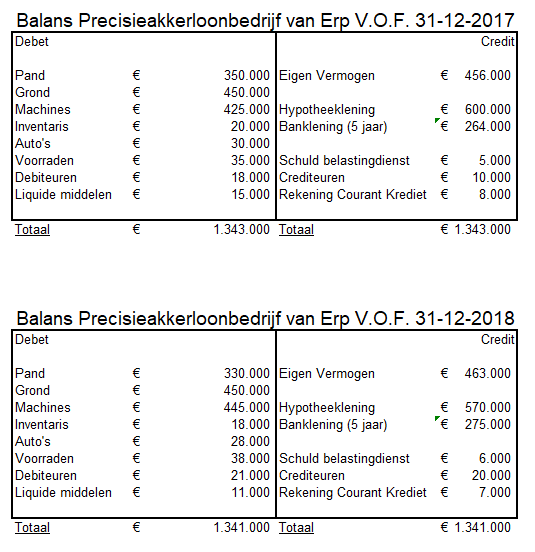 Balans Precisieakkerloonbedrijf van Erp V.O.F. 31-12-2017
Debet Credit
Pand € 350.000 Eigen Vermogen € 456.000
Grond € 450.000
Machines € 425.000 Hypotheeklening € 600.000
Inventaris € 20.000 Banklening (5 jaar) € 264.000
Auto's € 30.000
Voorraden € 35.000 Schuld belastingdienst € 5.000
Debiteuren € 18.000 Crediteuren € 10.000
Liquide middelen € 15.000 Rekening Courant Krediet € 8.000
Totaal € 1.343.000 Totaal € 1.343.000
Balans Precisieakkerloonbedrijf van Erp V.O.F. 31-12-2018
Debet Credit
Pand € 330.000 Eigen Vermogen € 463.000
Grond € 450.000
Machines € 445.000 Hypotheeklening € 570.000
Inventaris € 18.000 Banklening (5 jaar) € 275.000
Auto's € 28.000
Voorraden € 38.000 Schuld belastingdienst € 6.000
Debiteuren € 21.000 Crediteuren € 20.000
Liquide middelen € 11.000 Rekening Courant Krediet € 7.000
Totaal € 1.341.000 Totaal € 1.341.000